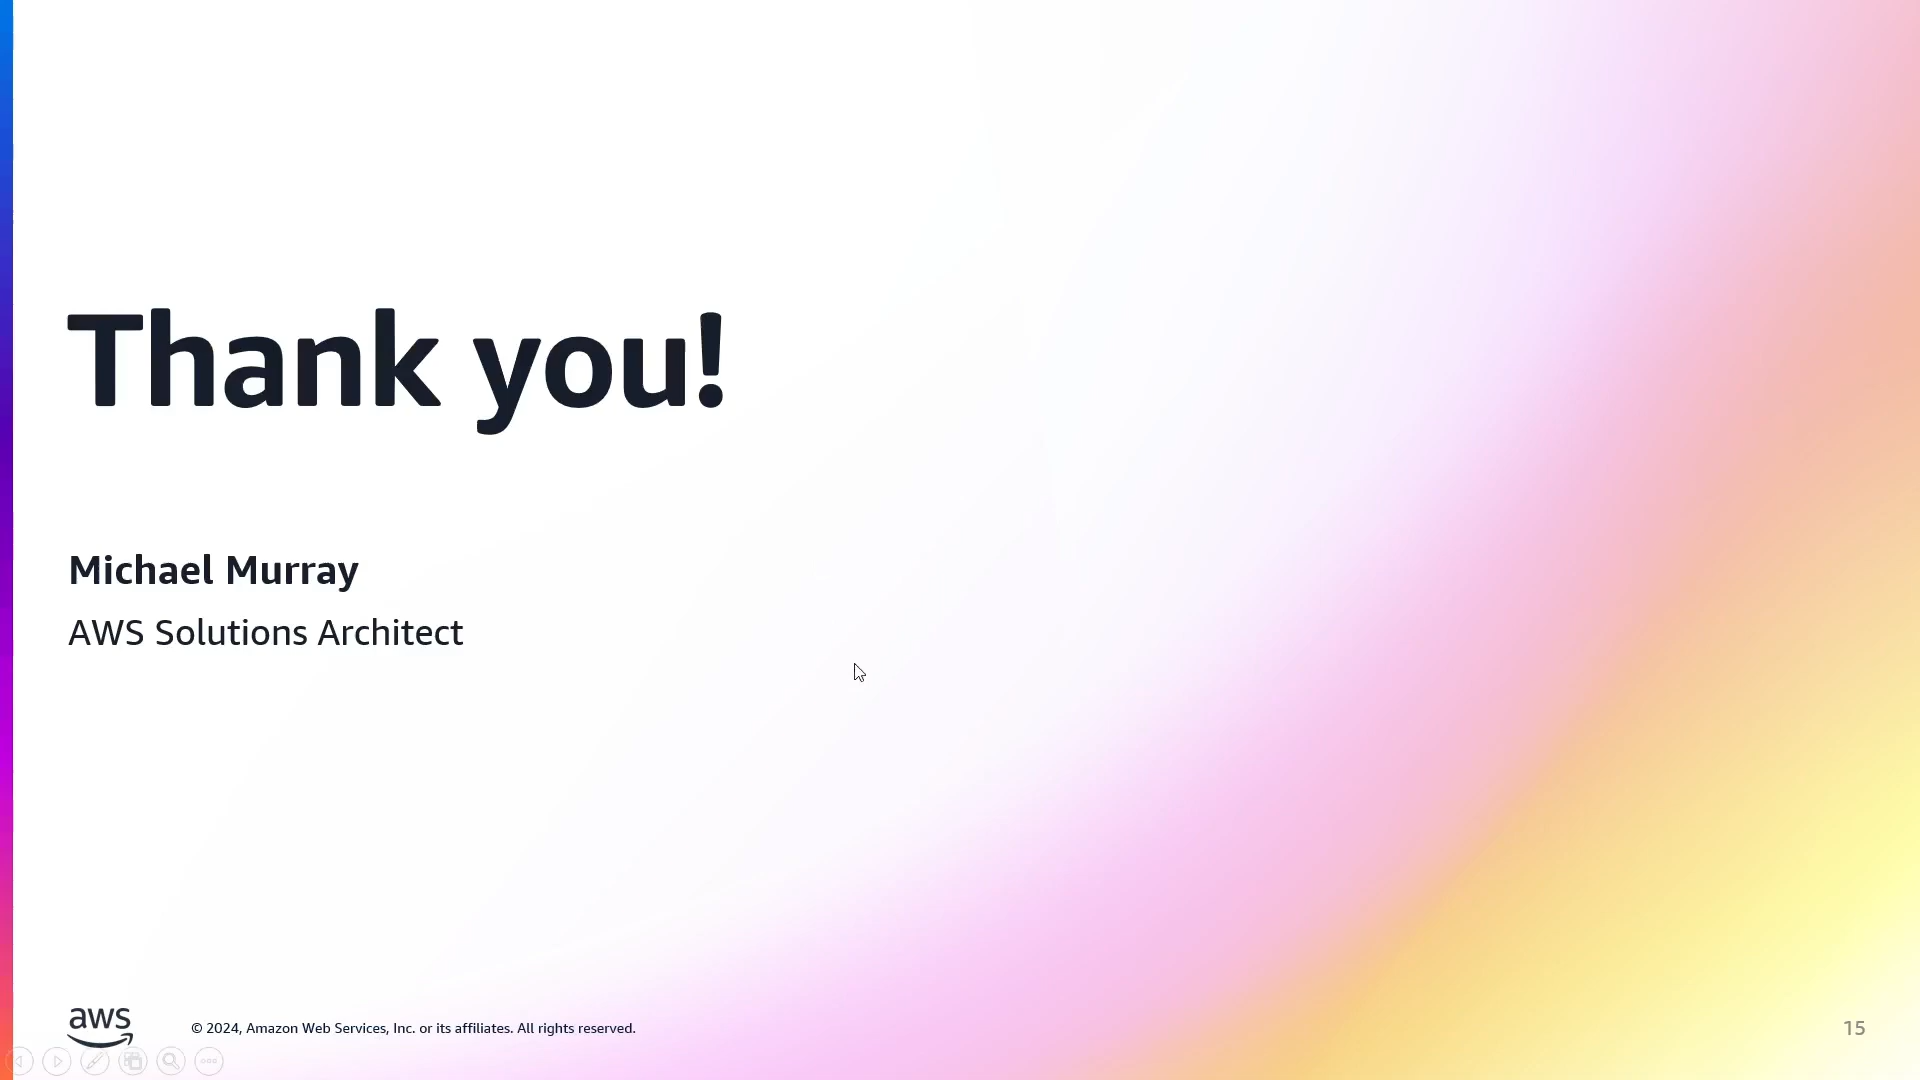 Thank you!
Michael Murray
AWS Solutions Architect
aws
© 2024, Amazon Web Services, Inc. or its affiliates. All rights reserved.
15